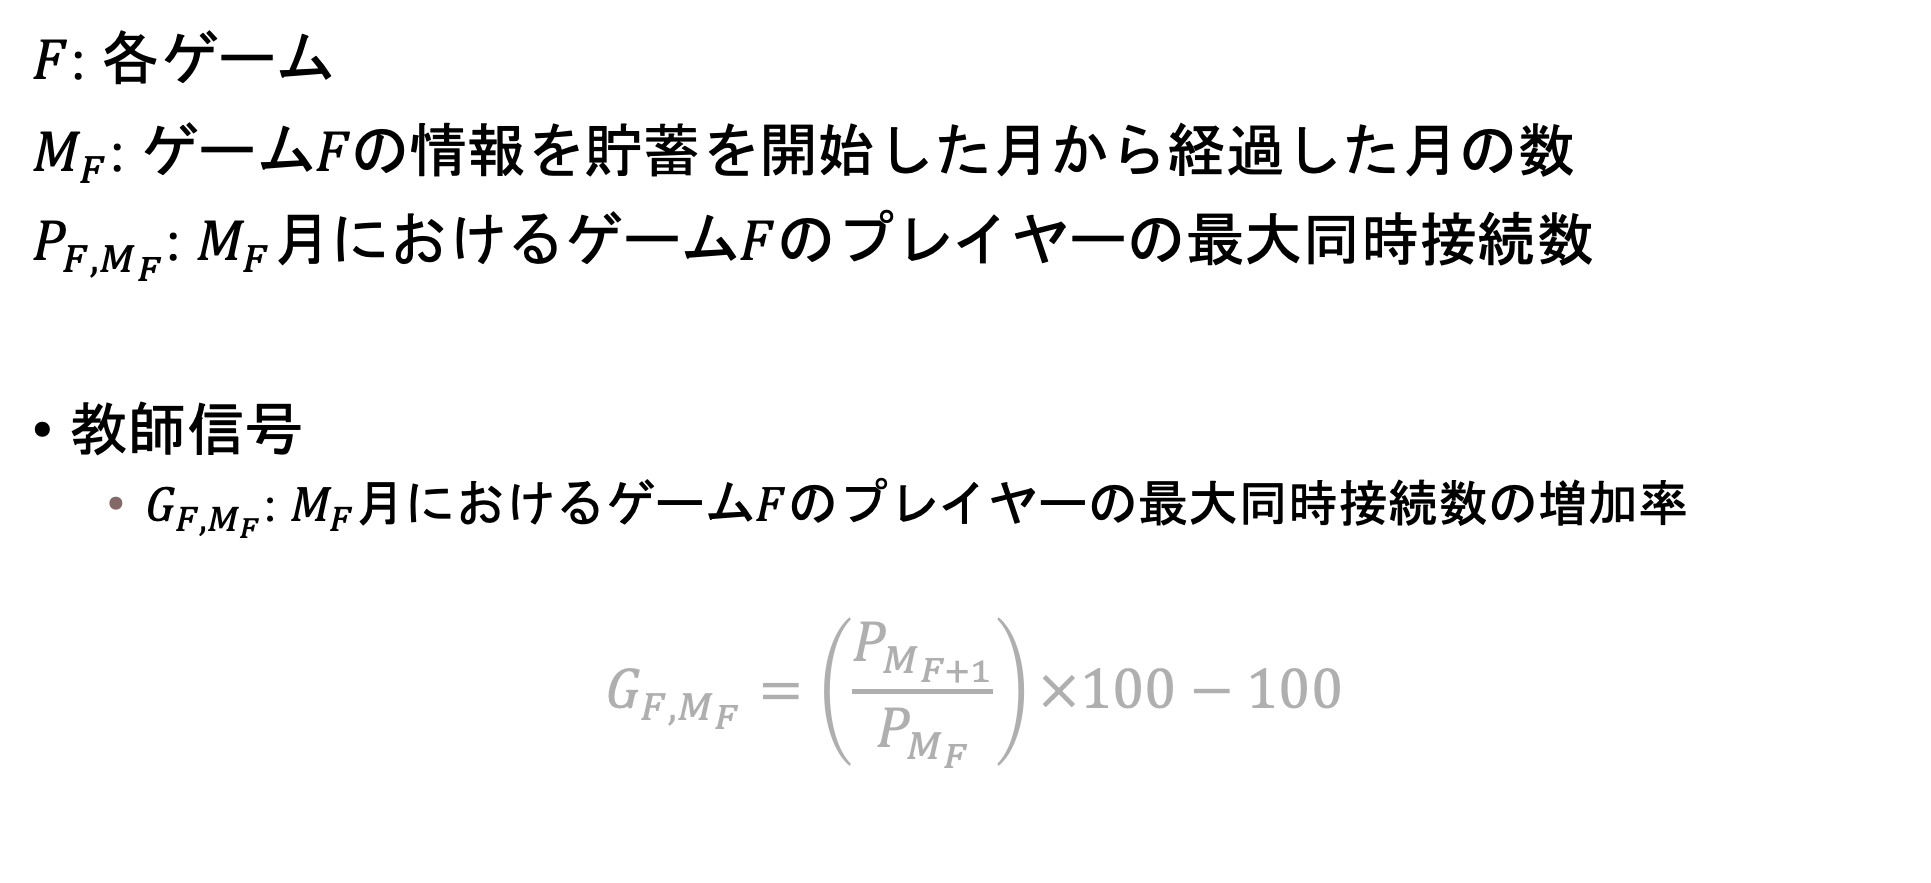 F: 各ゲーム
M_F: ゲームFの情報を貯蓄を開始した月から経過した月の数
P_{F,M_F}: M_F月におけるゲームFのプレイヤーの最大同時接続数
• 教師信号
• G_{F,M_F}: M_F月におけるゲームFのプレイヤーの最大同時接続数の増加率
G_{F,M_F} = (P_{M_{F+1}} / P_{M_F}) ×100 − 100